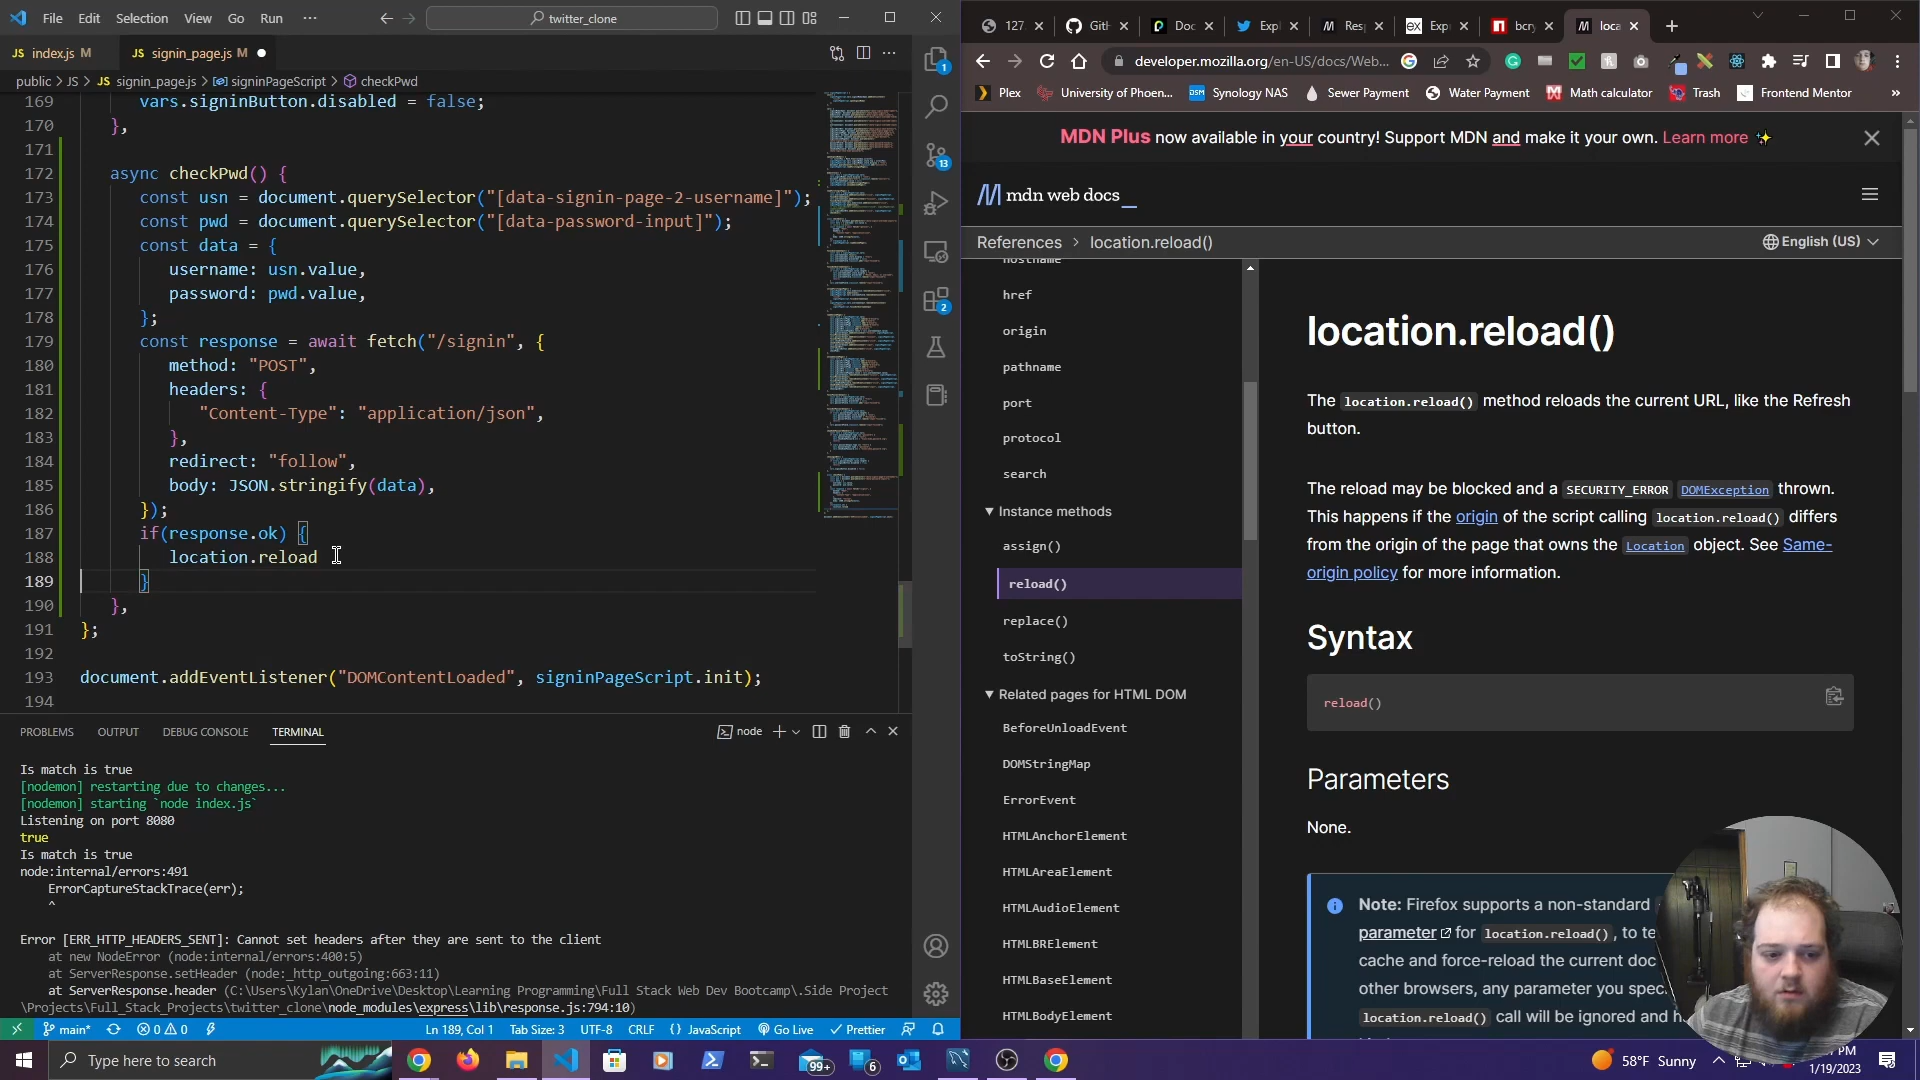 File Edit Selection View Go Run ··· twitter_clone
JS index.js M JS signin_page.js M
public > JS > JS signin_page.js > signinPageScript > checkPwd
169 vars.signinButton.disabled = false;
170 },
171
172 async checkPwd() {
173 const usn = document.querySelector("[data-signin-page-2-username]");
174 const pwd = document.querySelector("[data-password-input]");
175 const data = {
176 username: usn.value,
177 password: pwd.value,
178 };
179 const response = await fetch("/signin", {
180 method: "POST",
181 headers: {
182 "Content-Type": "application/json",
183 },
184 redirect: "follow",
185 body: JSON.stringify(data),
186 });
187 if(response.ok) {
188 location.reload
189 }
190 },
191 };
192
193 document.addEventListener("DOMContentLoaded", signinPageScript.init);
194
1
13
2
PROBLEMS OUTPUT DEBUG CONSOLE TERMINAL node
Is match is true
[nodemon] restarting due to changes...
[nodemon] starting `node index.js`
Listening on port 8080
true
Is match is true
node:internal/errors:491
ErrorCaptureStackTrace(err);
^
Error [ERR_HTTP_HEADERS_SENT]: Cannot set headers after they are sent to the client
at new NodeError (node:internal/errors:400:5)
at ServerResponse.setHeader (node:_http_outgoing:663:11)
at ServerResponse.header (C:\Users\Kylan\OneDrive\Desktop\Learning Programming\Full Stack Web Dev Bootcamp\.Side Project
\Projects\Full_Stack_Projects\twitter_clone\node_modules\express\lib\response.js:794:10)
main* 0 0 Ln 189, Col 1 Tab Size: 3 UTF-8 CRLF {} JavaScript Go Live Prettier
127 Gith Doc Expl Resp Exp bcry loca
developer.mozilla.org/en-US/docs/Web...
Plex University of Phoen... Synology NAS Sewer Payment Water Payment Math calculator Trash Frontend Mentor »
MDN Plus now available in your country! Support MDN and make it your own. Learn more ✨
mdn web docs_
References > location.reload() English (US)
hostname
href
origin
pathname
port
protocol
search
Instance methods
assign()
reload()
replace()
toString()
Related pages for HTML DOM
BeforeUnloadEvent
DOMStringMap
ErrorEvent
HTMLAnchorElement
HTMLAreaElement
HTMLAudioElement
HTMLBRElement
HTMLBaseElement
HTMLBodyElement
location.reload()
The location.reload() method reloads the current URL, like the Refresh
button.
The reload may be blocked and a SECURITY_ERROR DOMException thrown.
This happens if the origin of the script calling location.reload() differs
from the origin of the page that owns the Location object. See Same-
origin policy for more information.
Syntax
reload()
Parameters
None.
Note: Firefox supports a non-standard
parameter for location.reload(), to te
cache and force-reload the current doc
other browsers, any parameter you spec
location.reload() call will be ignored and h
Type here to search 99+ 6 58°F Sunny PM
1/19/2023